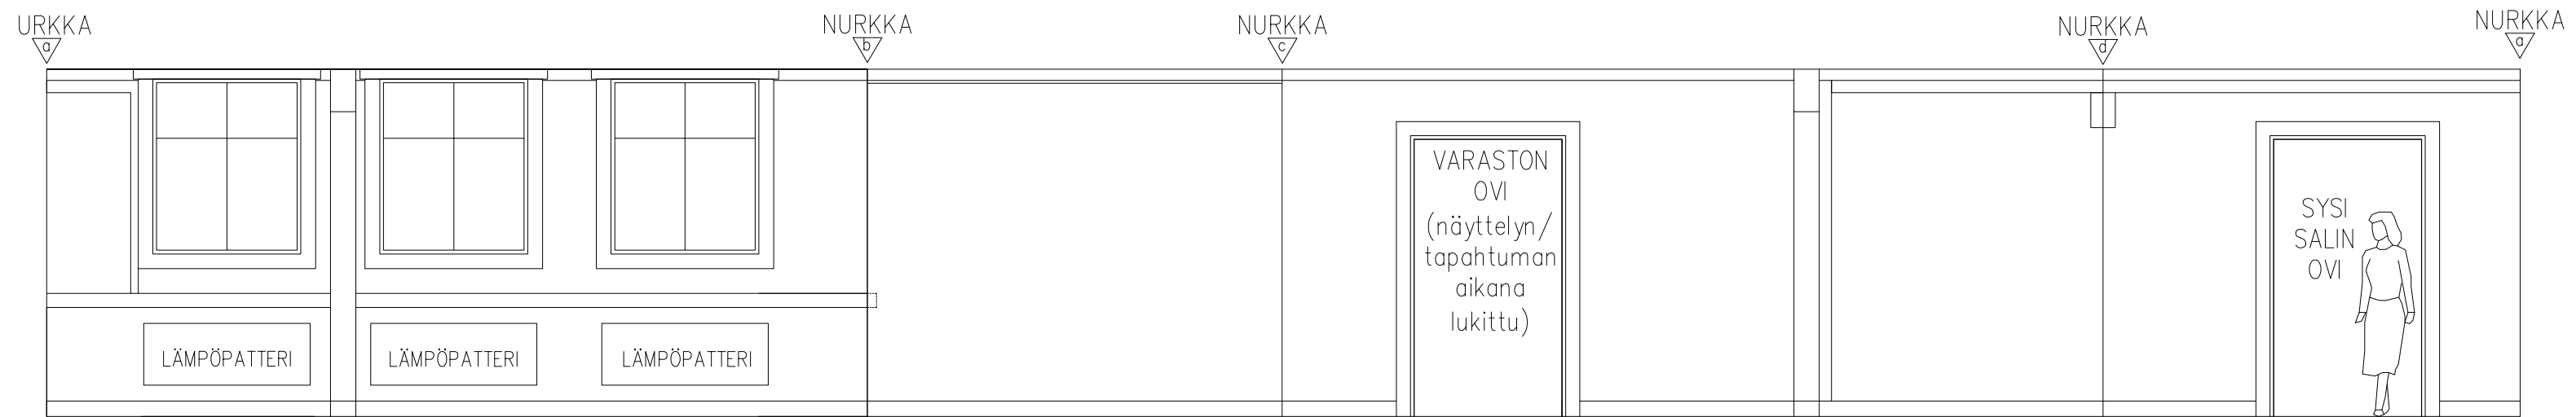 URKKA
a
NURKKA
b
NURKKA
c
NURKKA
d
NURKKA
a
LÄMPÖPATTERI
LÄMPÖPATTERI
LÄMPÖPATTERI
VARASTON
OVI
(näyttelyn/
tapahtuman
aikana
lukittu)
SYSI
SALIN
OVI